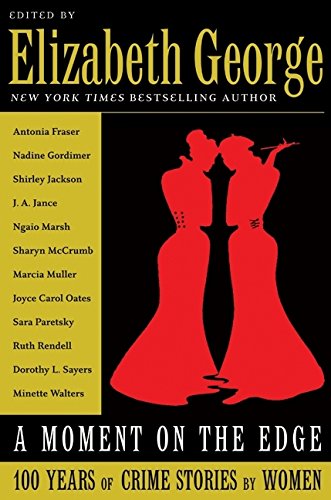 EDITED BY
Elizabeth George
NEW YORK TIMES BESTSELLING AUTHOR
Antonia Fraser
Nadine Gordimer
Shirley Jackson
J. A. Jance
Ngaio Marsh
Sharyn McCrumb
Marcia Muller
Joyce Carol Oates
Sara Paretsky
Ruth Rendell
Dorothy L. Sayers
Minette Walters
A MOMENT ON THE EDGE
100 YEARS OF CRIME STORIES BY WOMEN